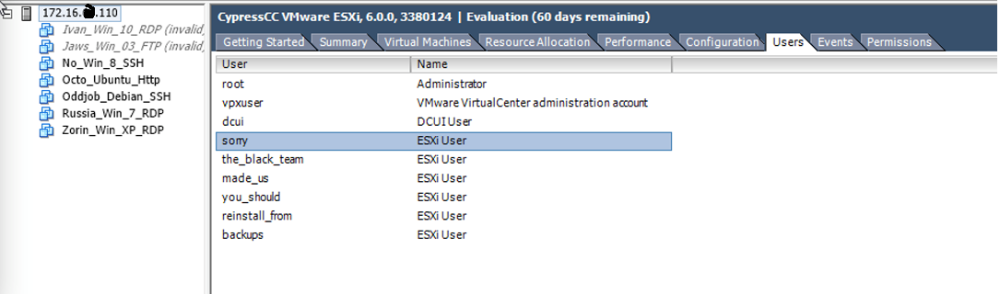 172.16. .110
Ivan_Win_10_RDP (invalid
Jaws_Win_03_FTP (invalid
No_Win_8_SSH
Octo_Ubuntu_Http
Oddjob_Debian_SSH
Russia_Win_7_RDP
Zorin_Win_XP_RDP
CypressCC VMware ESXi, 6.0.0, 3380124 | Evaluation (60 days remaining)
Getting Started Summary Virtual Machines Resource Allocation Performance Configuration Users Events Permissions
User Name
root Administrator
vpxuser VMware VirtualCenter administration account
dcui DCUI User
sorry ESXi User
the_black_team ESXi User
made_us ESXi User
you_should ESXi User
reinstall_from ESXi User
backups ESXi User